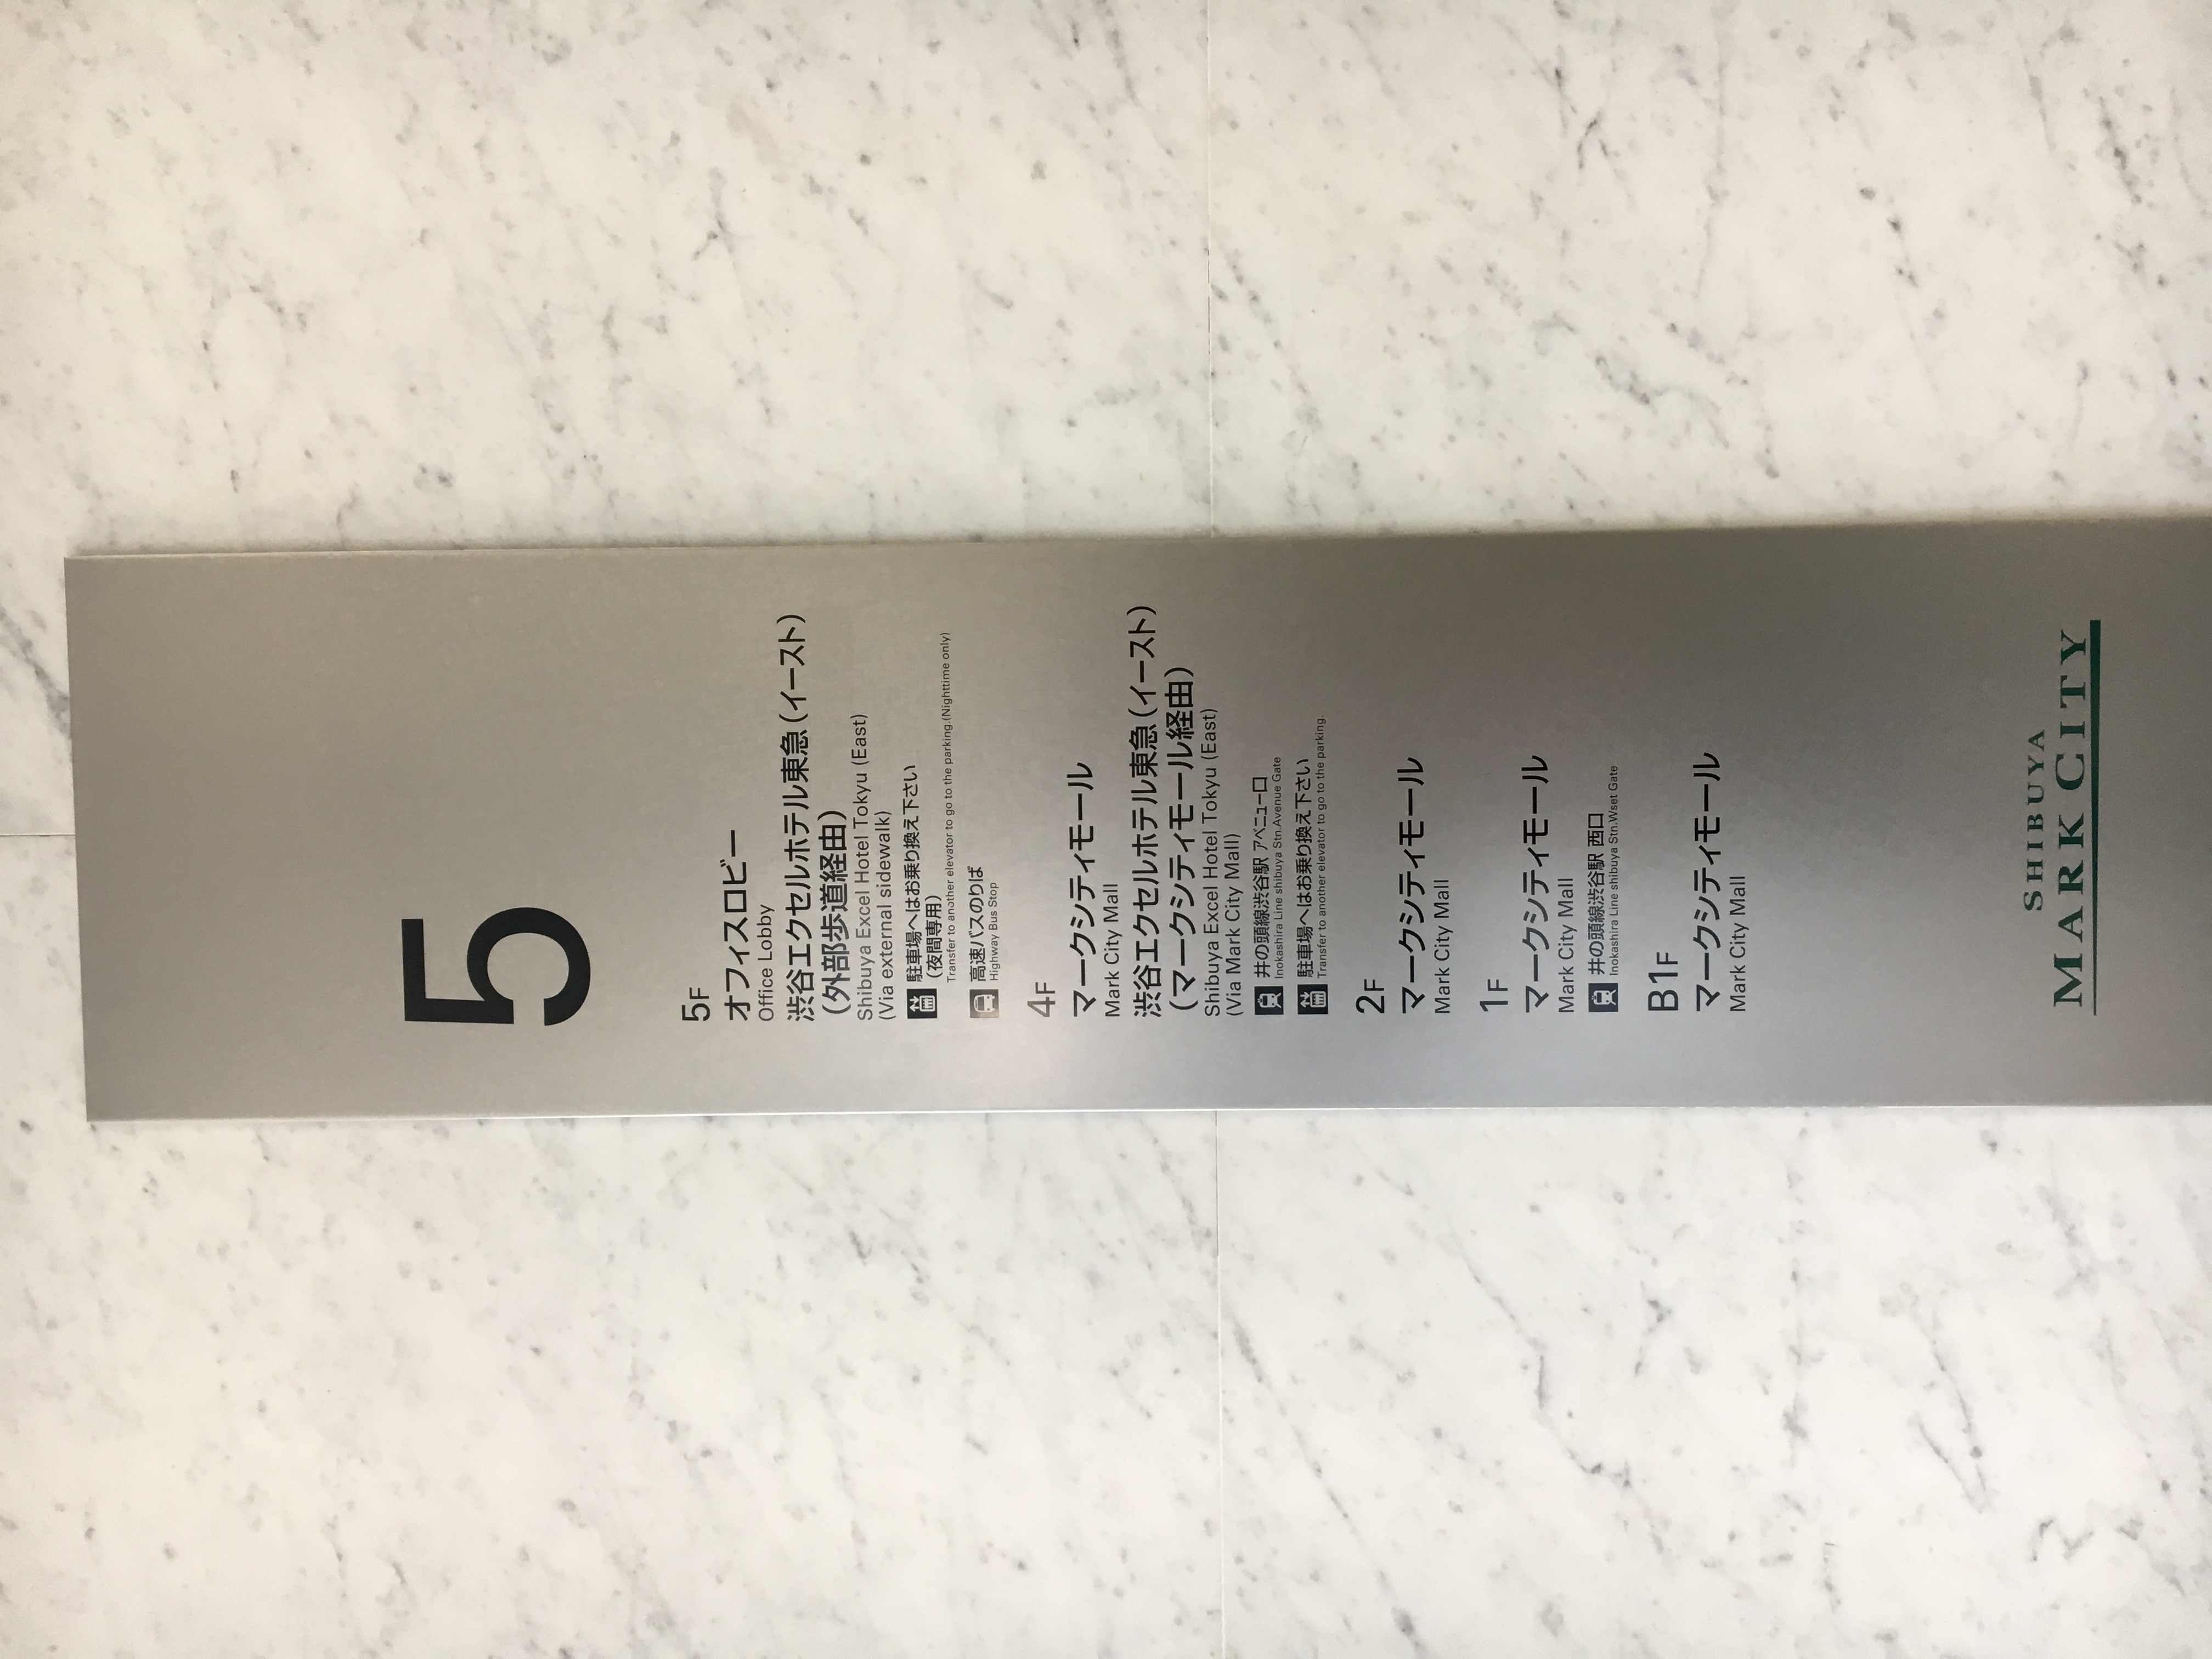 5
5F
オフィスロビー
Office Lobby
渋谷エクセルホテル東急（イースト）
（外部歩道経由）
Shibuya Excel Hotel Tokyu (East)
(Via external sidewalk)
駐車場へはお乗り換え下さい
（夜間専用）
Transfer to another elevator to go to the parking.(Nighttime only)
高速バスのりば
Highway Bus Stop
4F
マークシティモール
Mark City Mall
渋谷エクセルホテル東急（イースト）
（マークシティモール経由）
Shibuya Excel Hotel Tokyu (East)
(Via Mark City Mall)
井の頭線渋谷駅 アベニュー口
Inokashira Line shibuya Stn.Avenue Gate
駐車場へはお乗り換え下さい
Transfer to another elevator to go to the parking.
2F
マークシティモール
Mark City Mall
1F
マークシティモール
Mark City Mall
井の頭線渋谷駅 西口
Inokashira Line shibuya Stn.Wset Gate
B1F
マークシティモール
Mark City Mall
SHIBUYA
MARK CITY